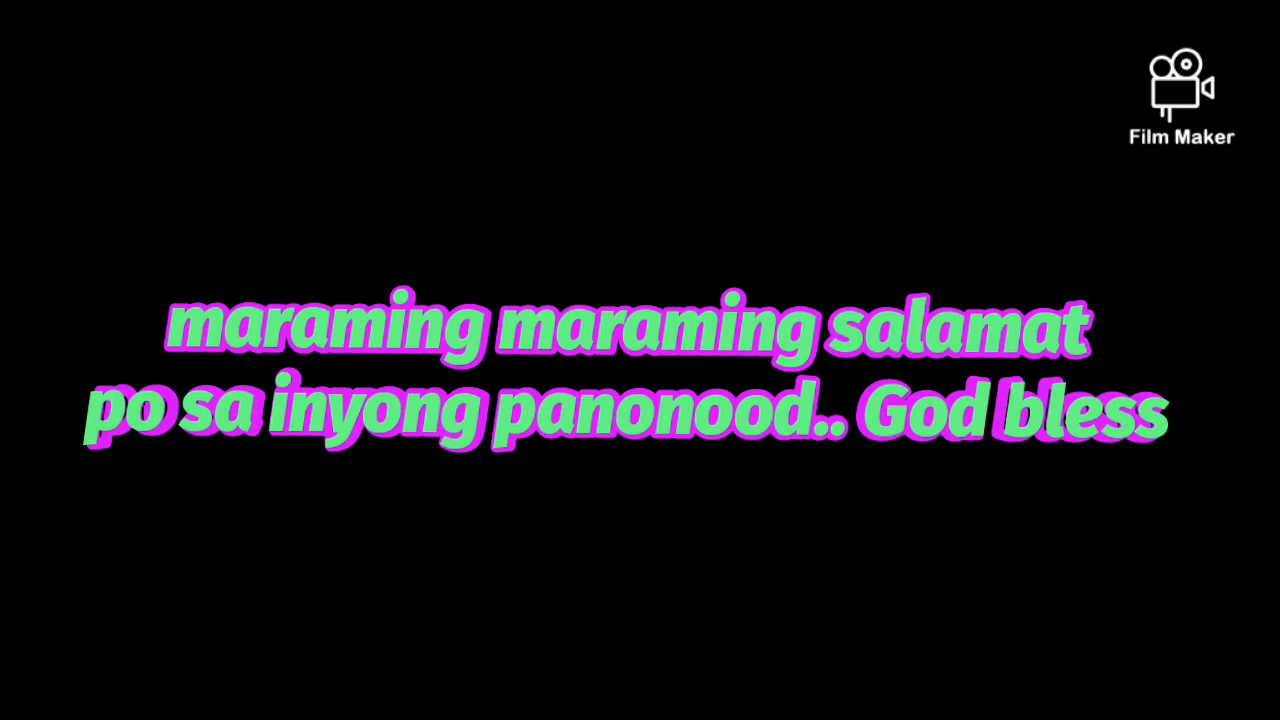 Film Maker
maraming maraming salamat
po sa inyong panonood.. God bless